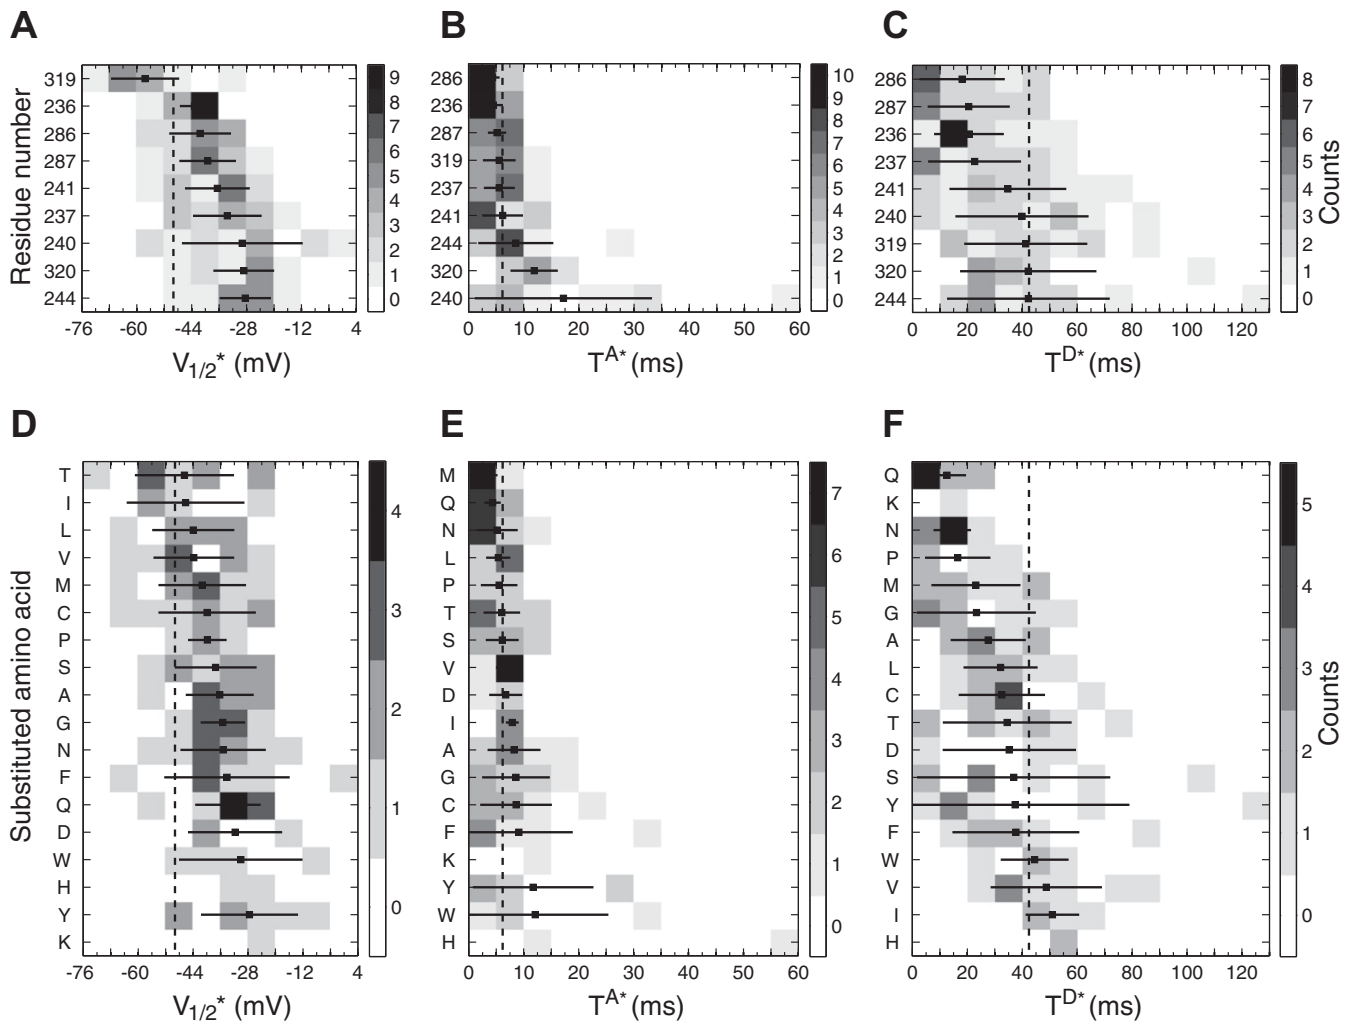 A
B
C
Residue number
319
236
286
287
241
237
240
320
244
-76
-60
-44
-28
-12
4
V1/2* (mV)
9
8
7
6
5
4
3
2
1
0
286
236
287
319
237
241
244
320
240
0
10
20
30
40
50
60
TA* (ms)
10
9
8
7
6
5
4
3
2
1
0
286
287
236
237
241
240
319
320
244
0
20
40
60
80
100
120
TD* (ms)
8
7
6
5
4
3
2
1
0
Counts
D
E
F
Substituted amino acid
T
I
L
V
M
C
P
S
A
G
N
F
Q
D
W
H
Y
K
-76
-60
-44
-28
-12
4
V1/2* (mV)
4
3
2
1
0
M
Q
N
L
P
T
S
V
D
I
A
G
C
F
K
Y
W
H
0
10
20
30
40
50
60
TA* (ms)
7
6
5
4
3
2
1
0
Q
K
N
P
M
G
A
L
C
T
D
S
Y
F
W
V
I
H
0
20
40
60
80
100
120
TD* (ms)
5
4
3
2
1
0
Counts